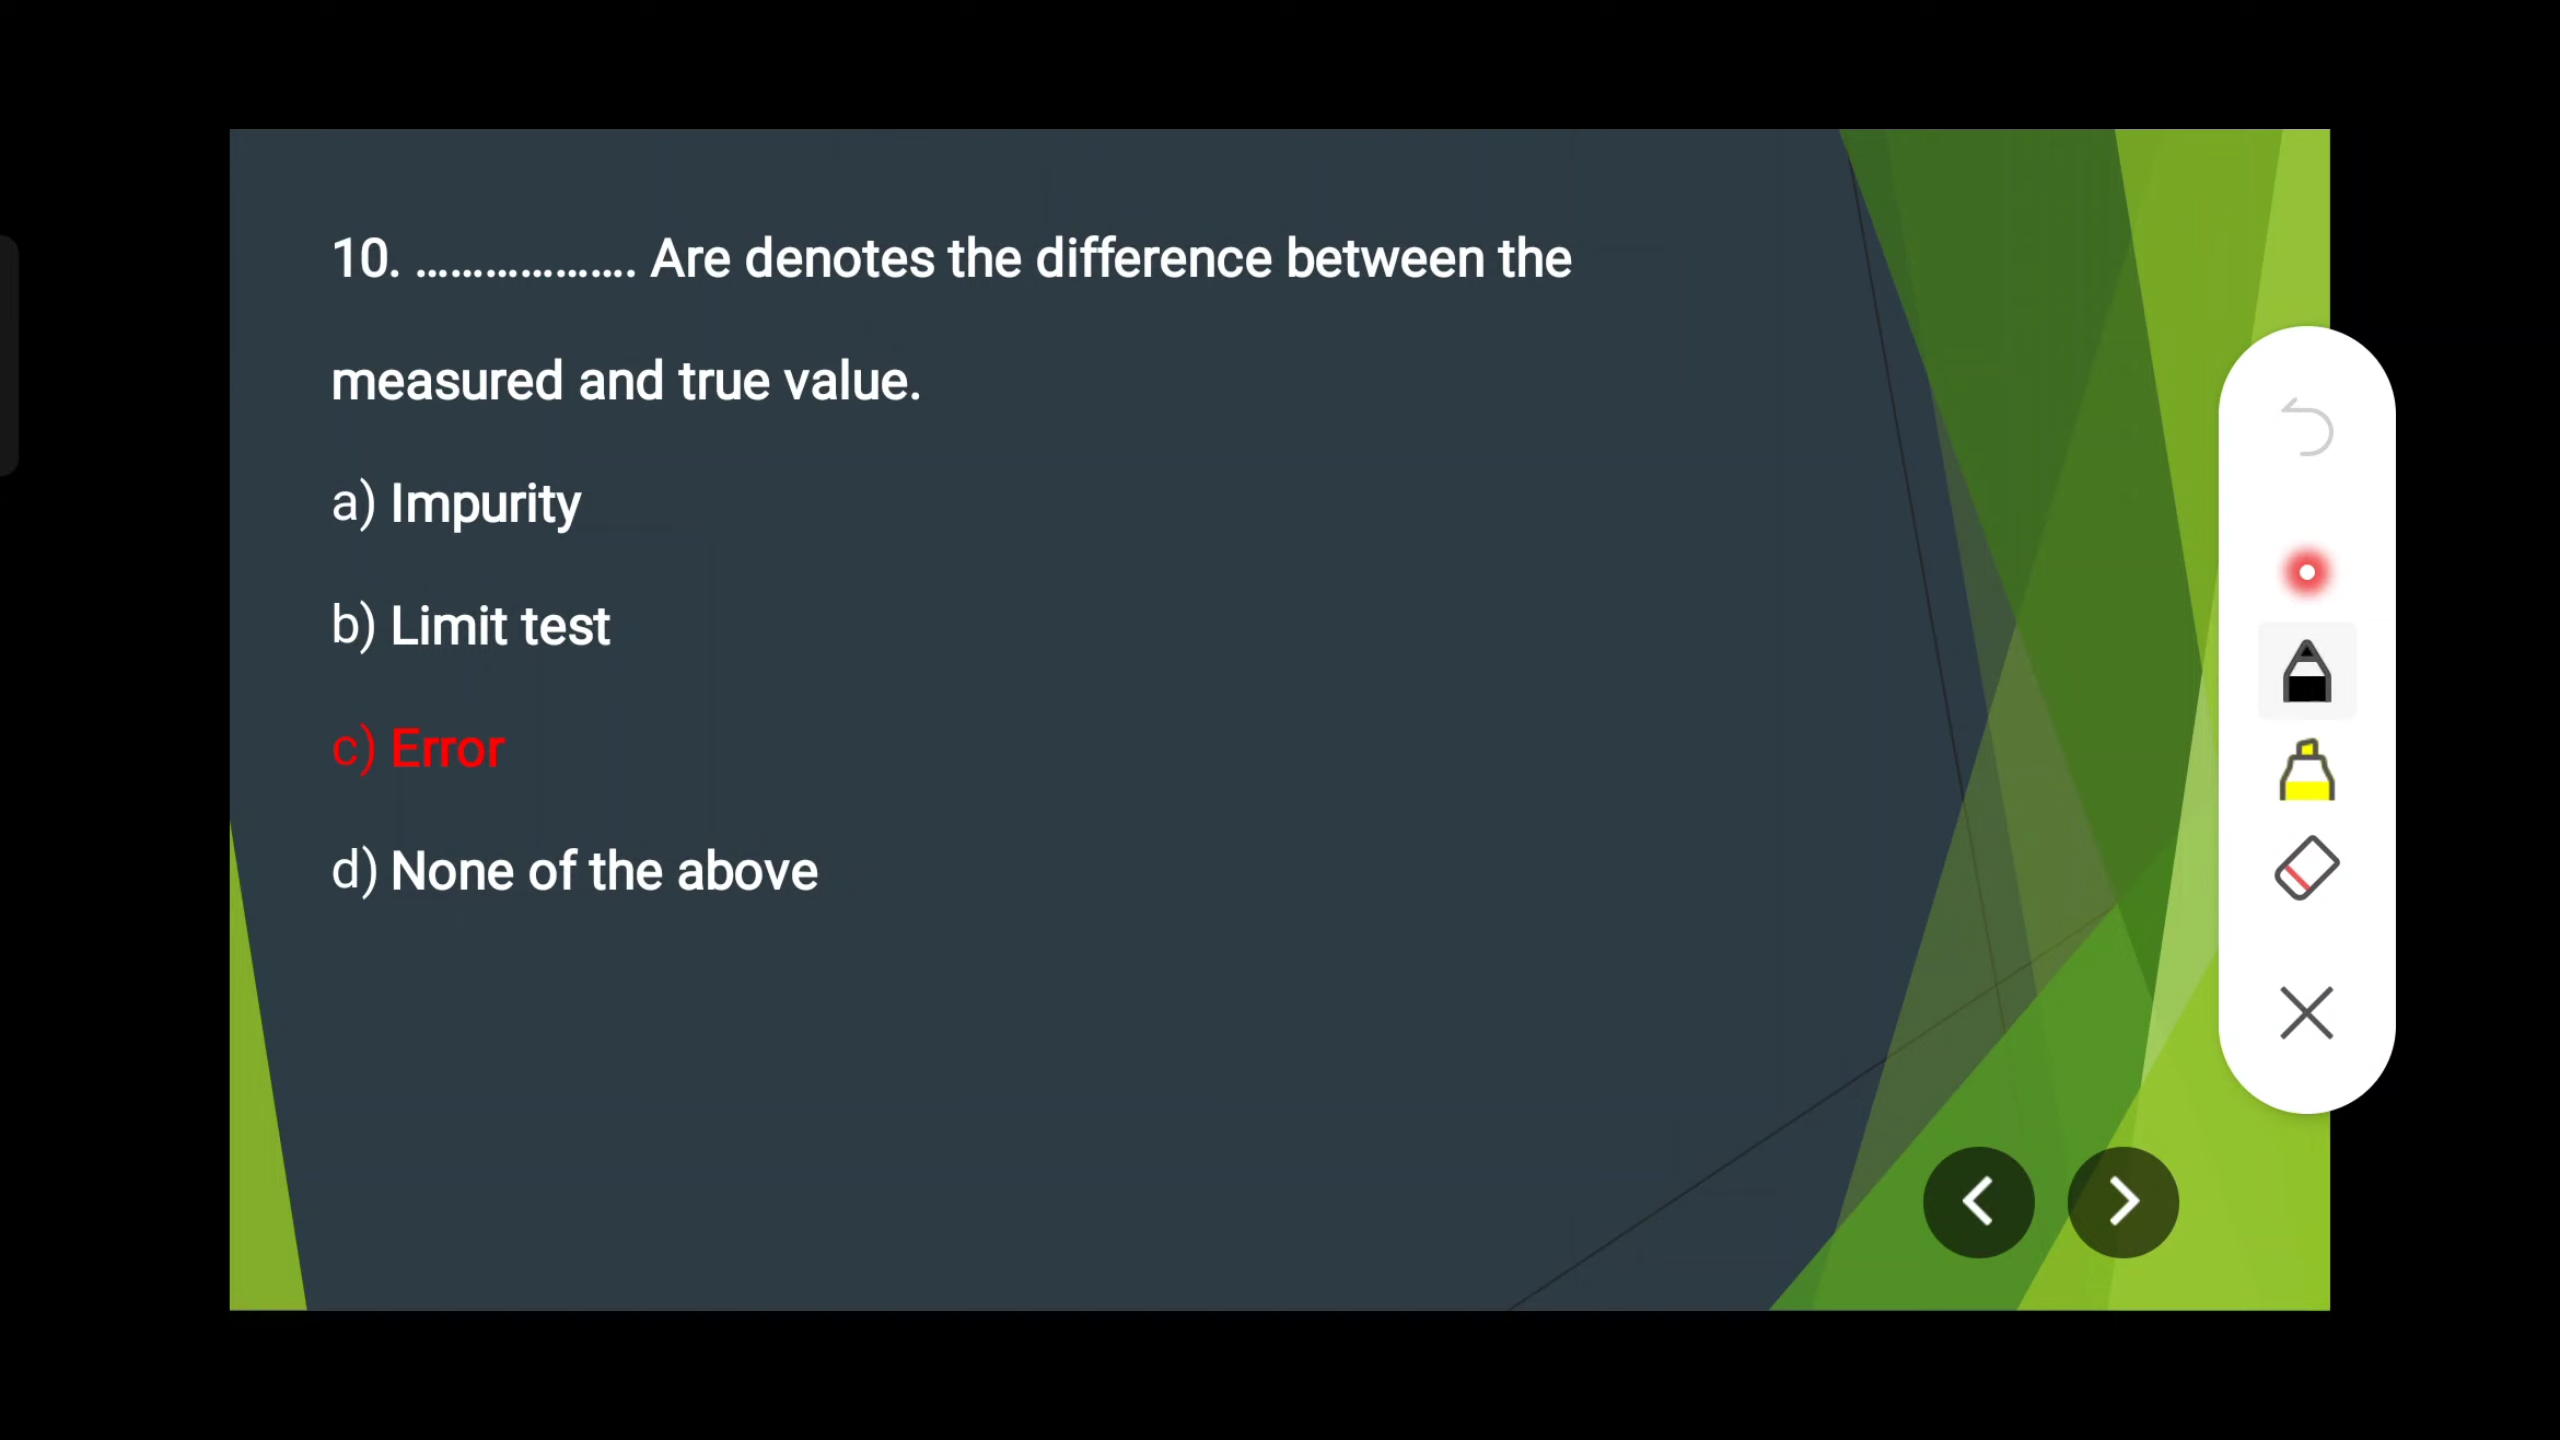 10. ………………. Are denotes the difference between the
measured and true value.
a) Impurity
b) Limit test
c) Error
d) None of the above